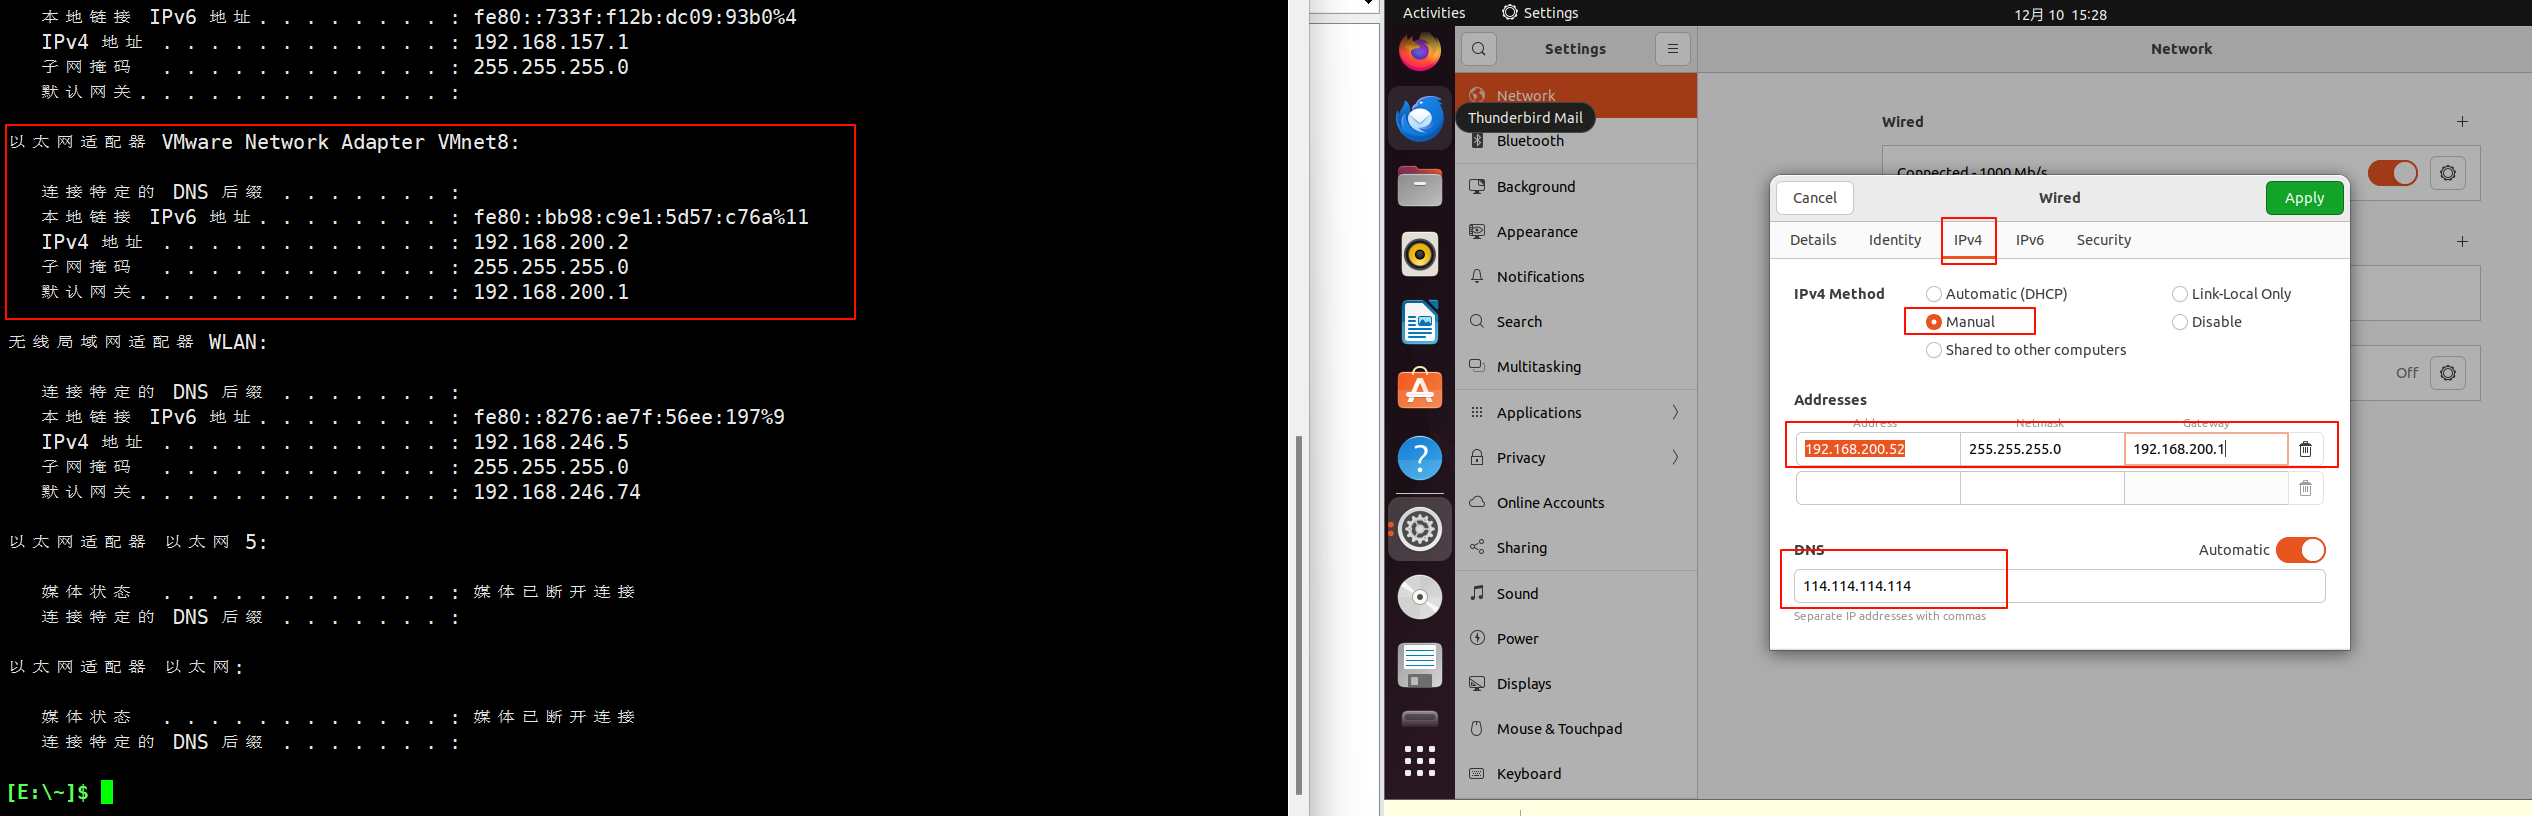 本地链接 IPv6 地址. . . . . . . . : fe80::733f:f12b:dc09:93b0%4
IPv4 地址 . . . . . . . . . . . . : 192.168.157.1
子网掩码  . . . . . . . . . . . . : 255.255.255.0
默认网关. . . . . . . . . . . . . :
以太网适配器 VMware Network Adapter VMnet8:
连接特定的 DNS 后缀 . . . . . . . :
本地链接 IPv6 地址. . . . . . . . : fe80::bb98:c9e1:5d57:c76a%11
IPv4 地址 . . . . . . . . . . . . : 192.168.200.2
子网掩码  . . . . . . . . . . . . : 255.255.255.0
默认网关. . . . . . . . . . . . . : 192.168.200.1
无线局域网适配器 WLAN:
连接特定的 DNS 后缀 . . . . . . . :
本地链接 IPv6 地址. . . . . . . . : fe80::8276:ae7f:56ee:197%9
IPv4 地址 . . . . . . . . . . . . : 192.168.246.5
子网掩码  . . . . . . . . . . . . : 255.255.255.0
默认网关. . . . . . . . . . . . . : 192.168.246.74
以太网适配器 以太网 5:
媒体状态  . . . . . . . . . . . . : 媒体已断开连接
连接特定的 DNS 后缀 . . . . . . . :
以太网适配器 以太网:
媒体状态  . . . . . . . . . . . . : 媒体已断开连接
连接特定的 DNS 后缀 . . . . . . . :
[E:\~]$
Activities
Settings
12月 10 15:28
Settings
Network
Network
Thunderbird Mail
Bluetooth
Background
Appearance
Notifications
Search
Multitasking
Applications
Privacy
Online Accounts
Sharing
Sound
Power
Displays
Mouse & Touchpad
Keyboard
Wired
Connected - 1000 Mb/s
Off
Cancel
Wired
Apply
Details
Identity
IPv4
IPv6
Security
IPv4 Method
Automatic (DHCP)
Link-Local Only
Manual
Disable
Shared to other computers
Addresses
Address
Netmask
Gateway
192.168.200.52
255.255.255.0
192.168.200.1
DNS
Automatic
114.114.114.114
Separate IP addresses with commas